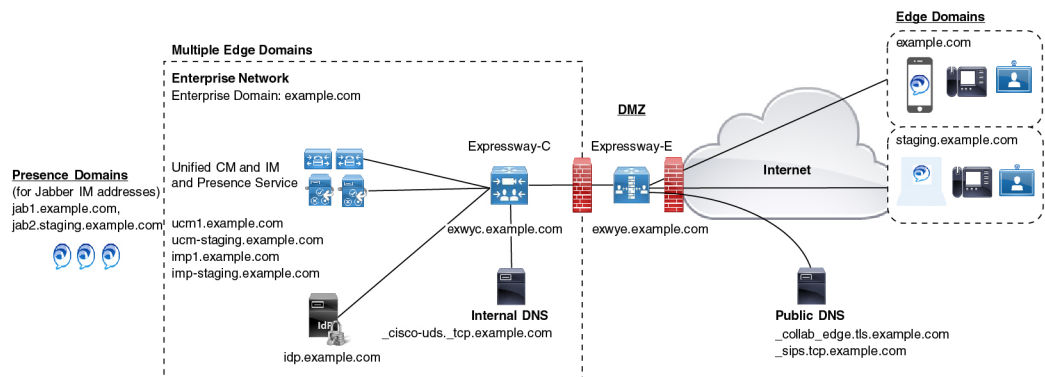 Edge Domains
example.com
staging.example.com
Multiple Edge Domains
Enterprise Network
Enterprise Domain: example.com
DMZ
Expressway-C
Expressway-E
Internet
Unified CM and IM
and Presence Service
Presence Domains
(for Jabber IM addresses)
jab1.example.com,
jab2.staging.example.com
ucm1.example.com
ucm-staging.example.com
imp1.example.com
imp-staging.example.com
exwyc.example.com
exwye.example.com
IdP
idp.example.com
Internal DNS
_cisco-uds._tcp.example.com
Public DNS
_collab_edge.tls.example.com
_sips.tcp.example.com